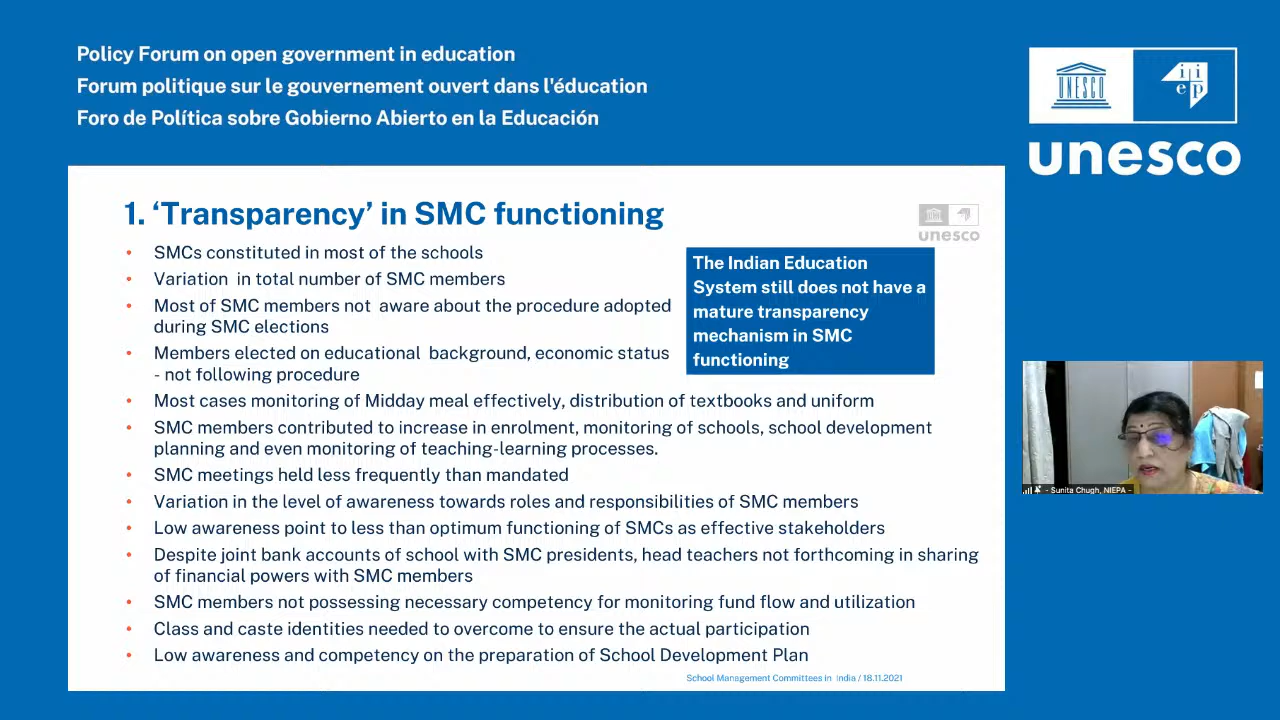 Policy Forum on open government in education
Forum politique sur le gouvernement ouvert dans l'éducation
Foro de Política sobre Gobierno Abierto en la Educación
UNESCO
i i
e p
unesco
1. ‘Transparency’ in SMC functioning
unesco
• SMCs constituted in most of the schools
• Variation in total number of SMC members
• Most of SMC members not aware about the procedure adopted
during SMC elections
• Members elected on educational background, economic status
- not following procedure
The Indian Education
System still does not have a
mature transparency
mechanism in SMC
functioning
• Most cases monitoring of Midday meal effectively, distribution of textbooks and uniform
• SMC members contributed to increase in enrolment, monitoring of schools, school development
planning and even monitoring of teaching-learning processes.
• SMC meetings held less frequently than mandated
• Variation in the level of awareness towards roles and responsibilities of SMC members
• Low awareness point to less than optimum functioning of SMCs as effective stakeholders
• Despite joint bank accounts of school with SMC presidents, head teachers not forthcoming in sharing
of financial powers with SMC members
• SMC members not possessing necessary competency for monitoring fund flow and utilization
• Class and caste identities needed to overcome to ensure the actual participation
• Low awareness and competency on the preparation of School Development Plan
School Management Committees in India / 18.11.2021
- Sunita Chugh, NIEPA -